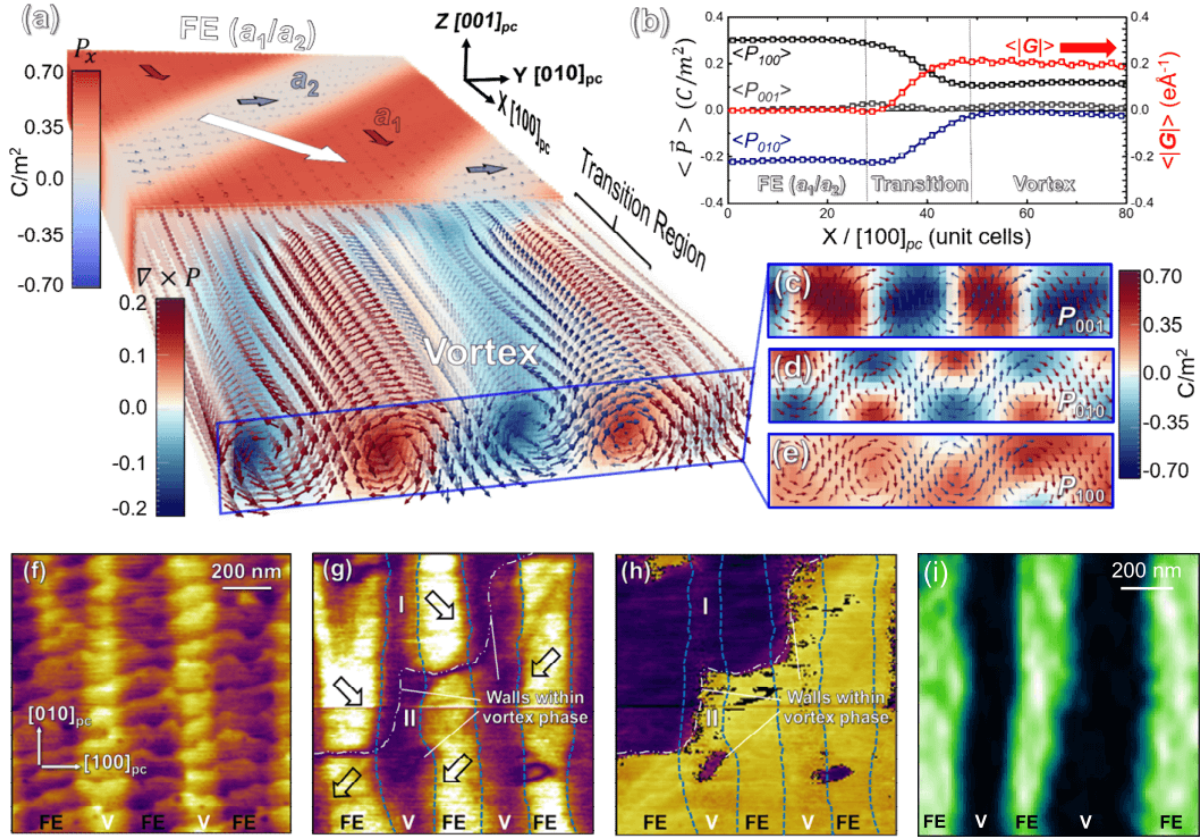 (a)
FE (a1/a2)
Z [001]pc
Y [010]pc
X [100]pc
Px
0.70
0.35
0.0
-0.35
-0.70
C/m2
a2
a1
Transition Region
∇ × P
0.2
0.1
0.0
-0.1
-0.2
Vortex
(b)
0.4
0.2
0.0
-0.2
-0.4
< P > (C/m2)
<P100>
<P001>
<P010>
<|G|>
FE (a1/a2)
Transition
Vortex
0.4
0.2
0.0
-0.2
-0.4
<|G|> (eÅ-1)
0
20
40
60
80
X / [100]pc (unit cells)
(c)
P001
(d)
P010
(e)
P100
0.70
0.35
0.0
-0.35
-0.70
C/m2
(f)
200 nm
[010]pc
[100]pc
FE
V
FE
V
FE
(g)
I
II
Walls within
vortex phase
FE
V
FE
V
FE
(h)
I
II
Walls within
vortex phase
FE
V
FE
V
FE
(i)
200 nm
FE
V
FE
V
FE